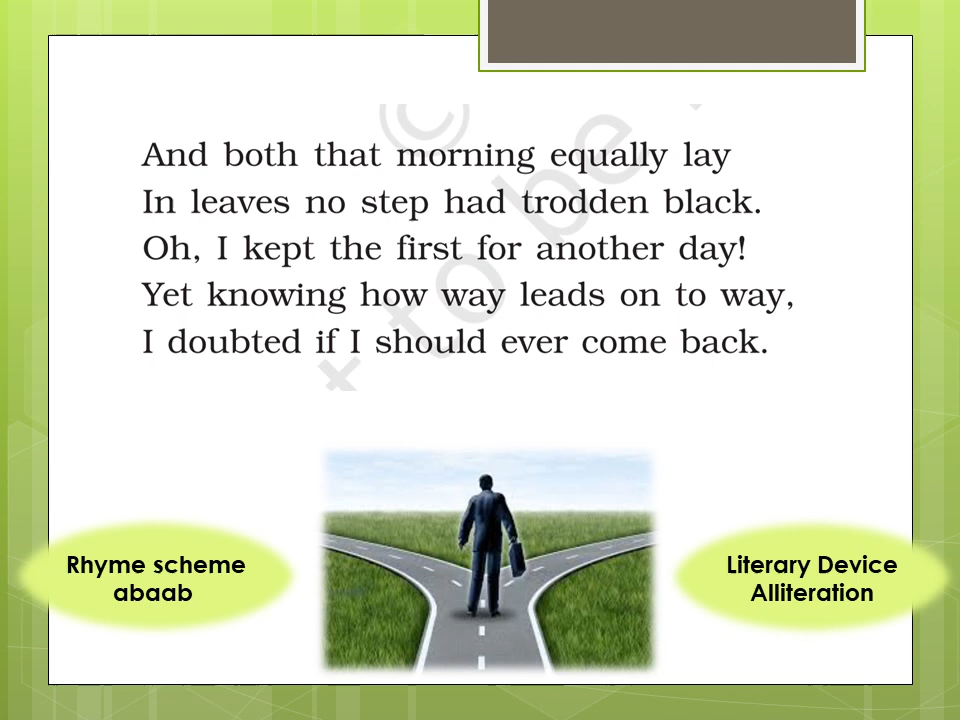 And both that morning equally lay
In leaves no step had trodden black.
Oh, I kept the first for another day!
Yet knowing how way leads on to way,
I doubted if I should ever come back.
Rhyme scheme
abaab
Literary Device
Alliteration
© 
t to be